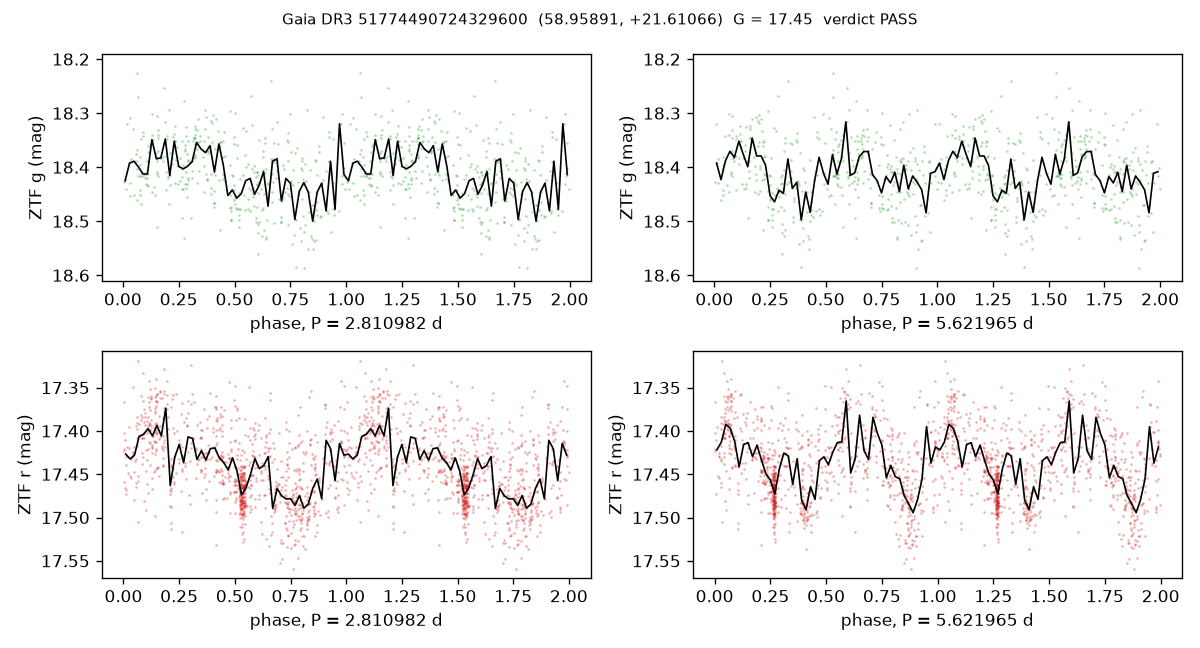 Gaia DR3 51774490724329600 (58.95891, +21.61066) G = 17.45 verdict PASS
18.2
18.3
18.4
18.5
18.6
ZTF g (mag)
0.00 0.25 0.50 0.75 1.00 1.25 1.50 1.75 2.00
phase, P = 2.810982 d
18.2
18.3
18.4
18.5
18.6
ZTF g (mag)
0.00 0.25 0.50 0.75 1.00 1.25 1.50 1.75 2.00
phase, P = 5.621965 d
17.35
17.40
17.45
17.50
17.55
ZTF r (mag)
0.00 0.25 0.50 0.75 1.00 1.25 1.50 1.75 2.00
phase, P = 2.810982 d
17.35
17.40
17.45
17.50
17.55
ZTF r (mag)
0.00 0.25 0.50 0.75 1.00 1.25 1.50 1.75 2.00
phase, P = 5.621965 d